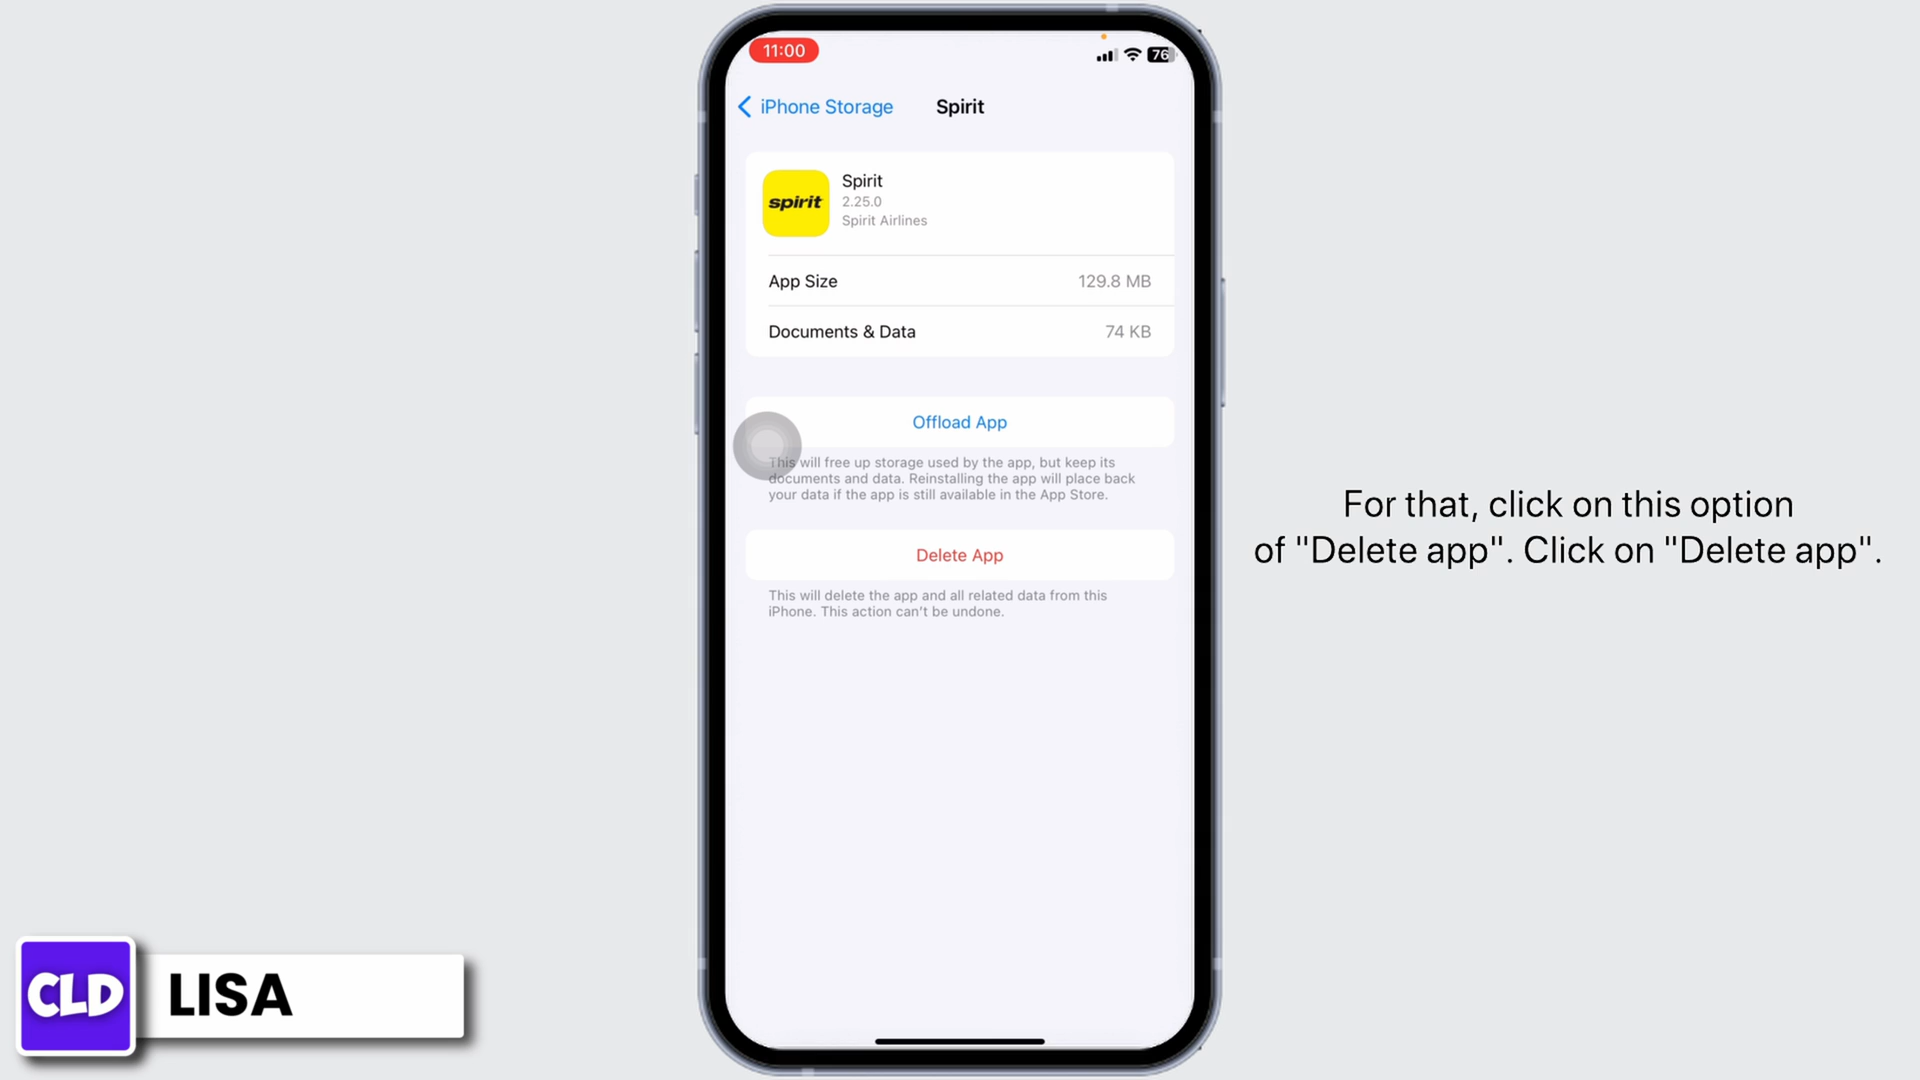 11:00
76
iPhone Storage
Spirit
spirit
Spirit
2.25.0
Spirit Airlines
App Size
129.8 MB
Documents & Data
74 KB
Offload App
This will free up storage used by the app, but keep its
documents and data. Reinstalling the app will place back
your data if the app is still available in the App Store.
Delete App
This will delete the app and all related data from this
iPhone. This action can't be undone.
For that, click on this option
of "Delete app". Click on "Delete app".
CLD
LISA